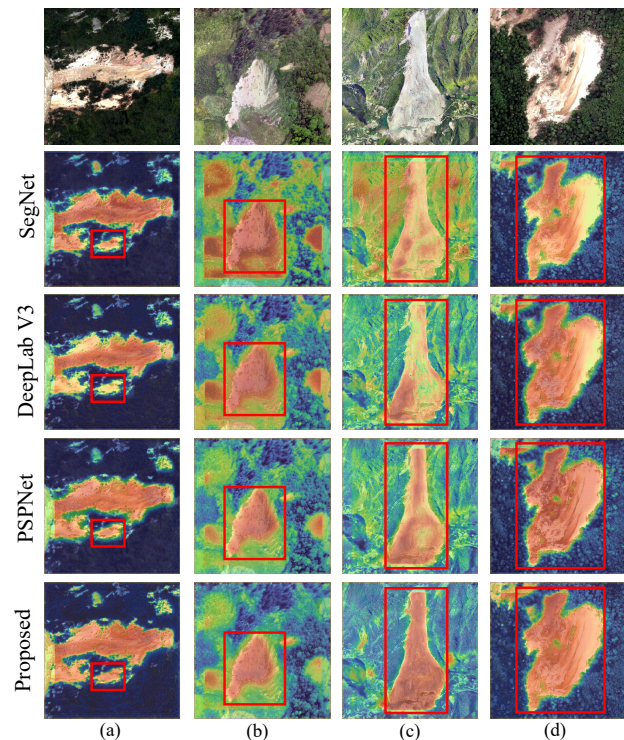 SegNet
DeepLab V3
PSPNet
Proposed
(a) (b) (c) (d)